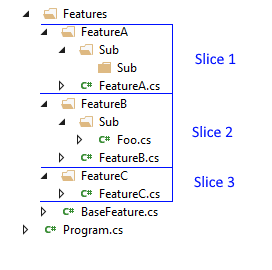 Features
FeatureA
Sub
Sub
C# FeatureA.cs
Slice 1
FeatureB
Sub
C# Foo.cs
C# FeatureB.cs
Slice 2
FeatureC
C# FeatureC.cs
Slice 3
C# BaseFeature.cs
C# Program.cs